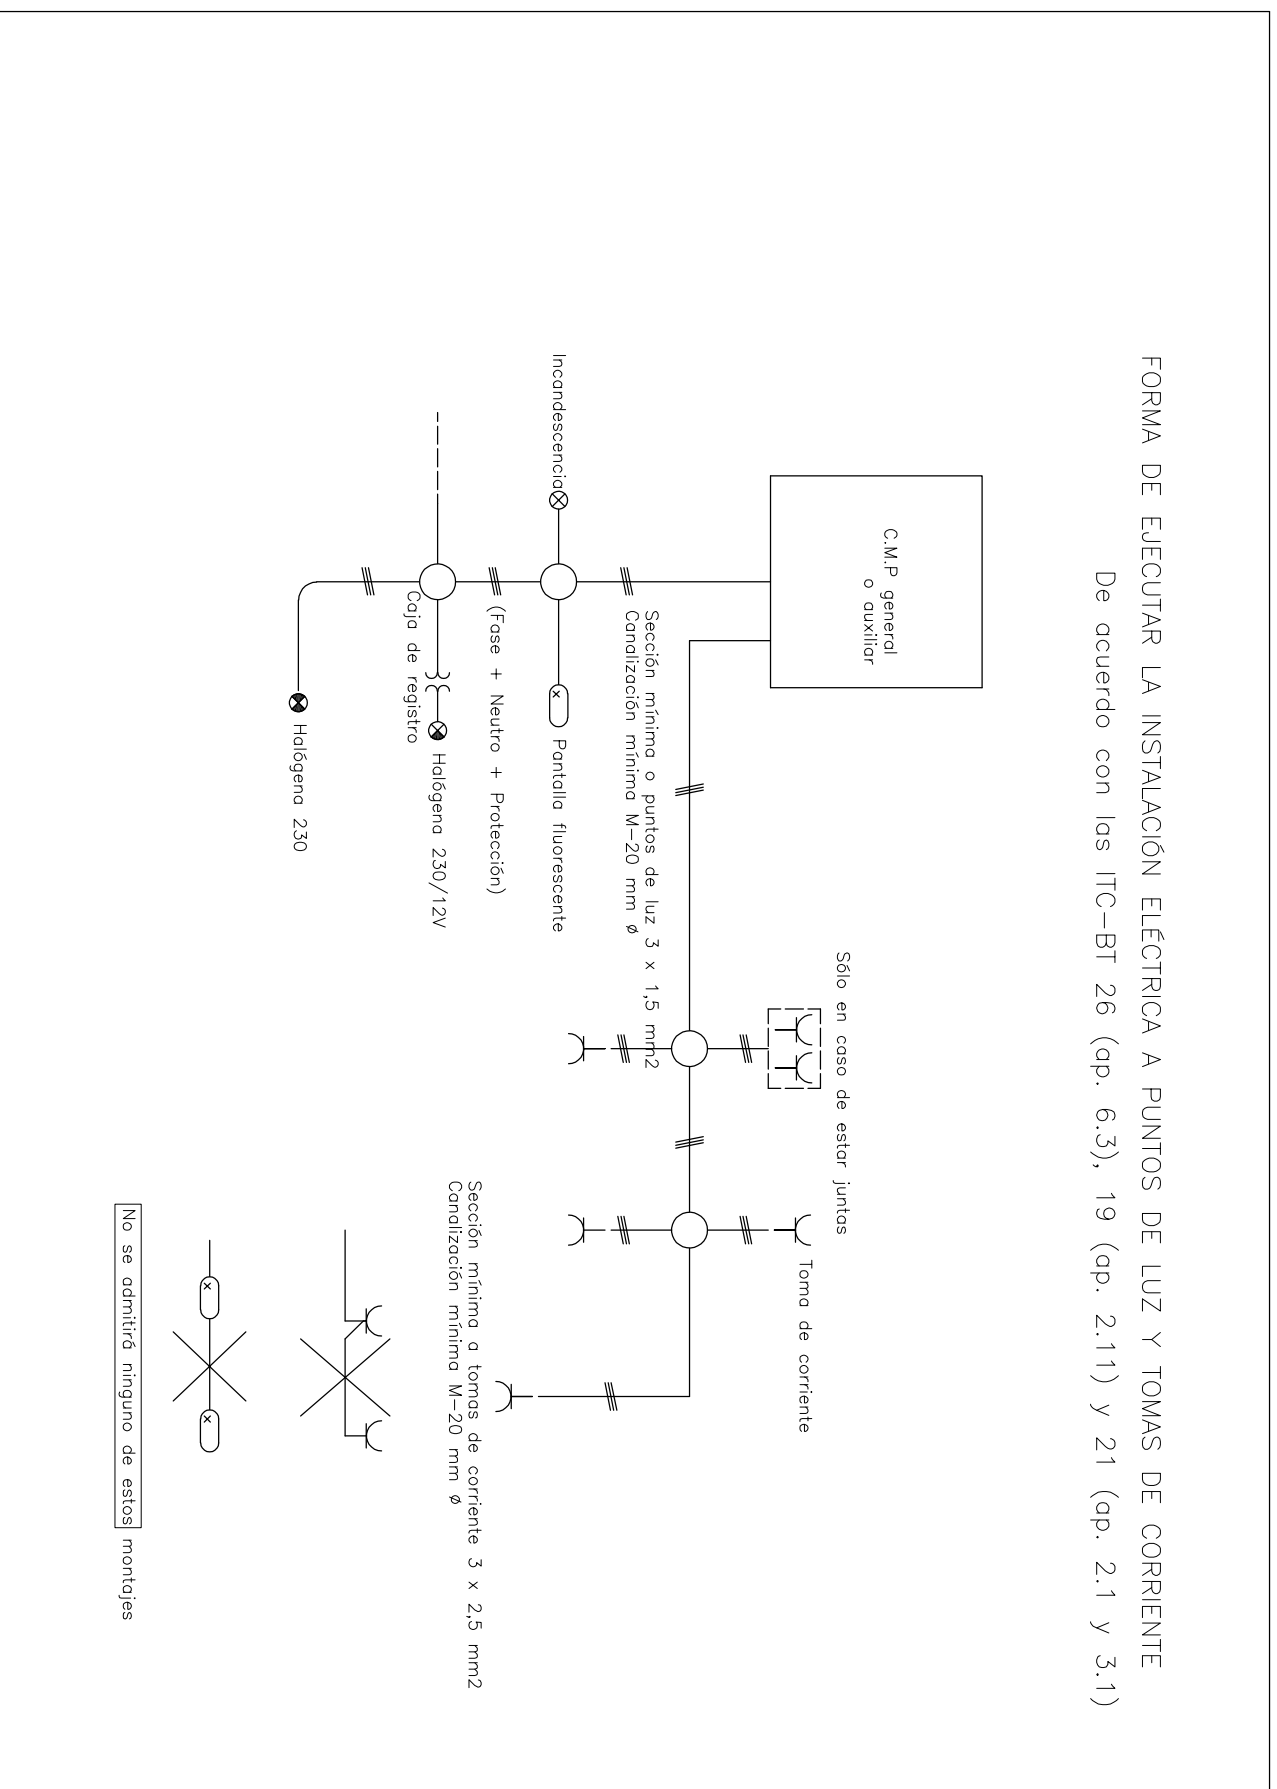 FORMA DE EJECUTAR LA INSTALACIÓN ELÉCTRICA A PUNTOS DE LUZ Y TOMAS DE CORRIENTE
De acuerdo con las ITC-BT 26 (ap. 6.3), 19 (ap. 2.11) y 21 (ap. 2.1 y 3.1)
C.M.P general
o auxiliar
Sólo en caso de estar juntas
Toma de corriente
Sección mínima o puntos de luz 3 x 1,5 mm2
Canalización mínima M-20 mm ø
Incandescencia
Pantalla fluorescente
(Fase + Neutro + Protección)
Halógena 230/12V
Caja de registro
Halógena 230
Sección mínima a tomas de corriente 3 x 2,5 mm2
Canalización mínima M-20 mm ø
No se admitirá ninguno de estos montajes